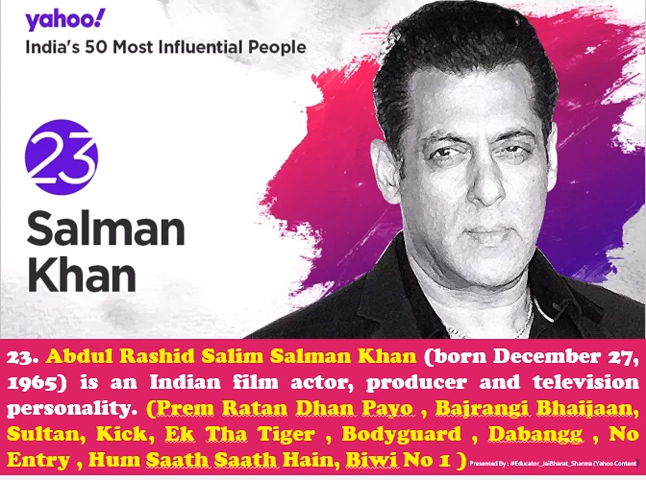 yahoo!
India's 50 Most Influential People
23
Salman
Khan
23. Abdul Rashid Salim Salman Khan (born December 27,
1965) is an Indian film actor, producer and television
personality. (Prem Ratan Dhan Payo , Bajrangi Bhaijaan,
Sultan, Kick, Ek Tha Tiger , Bodyguard , Dabangg , No
Entry , Hum Saath Saath Hain, Biwi No 1 ) Presented By : #Educator_JaiBharat_Sharma (Yahoo Content)